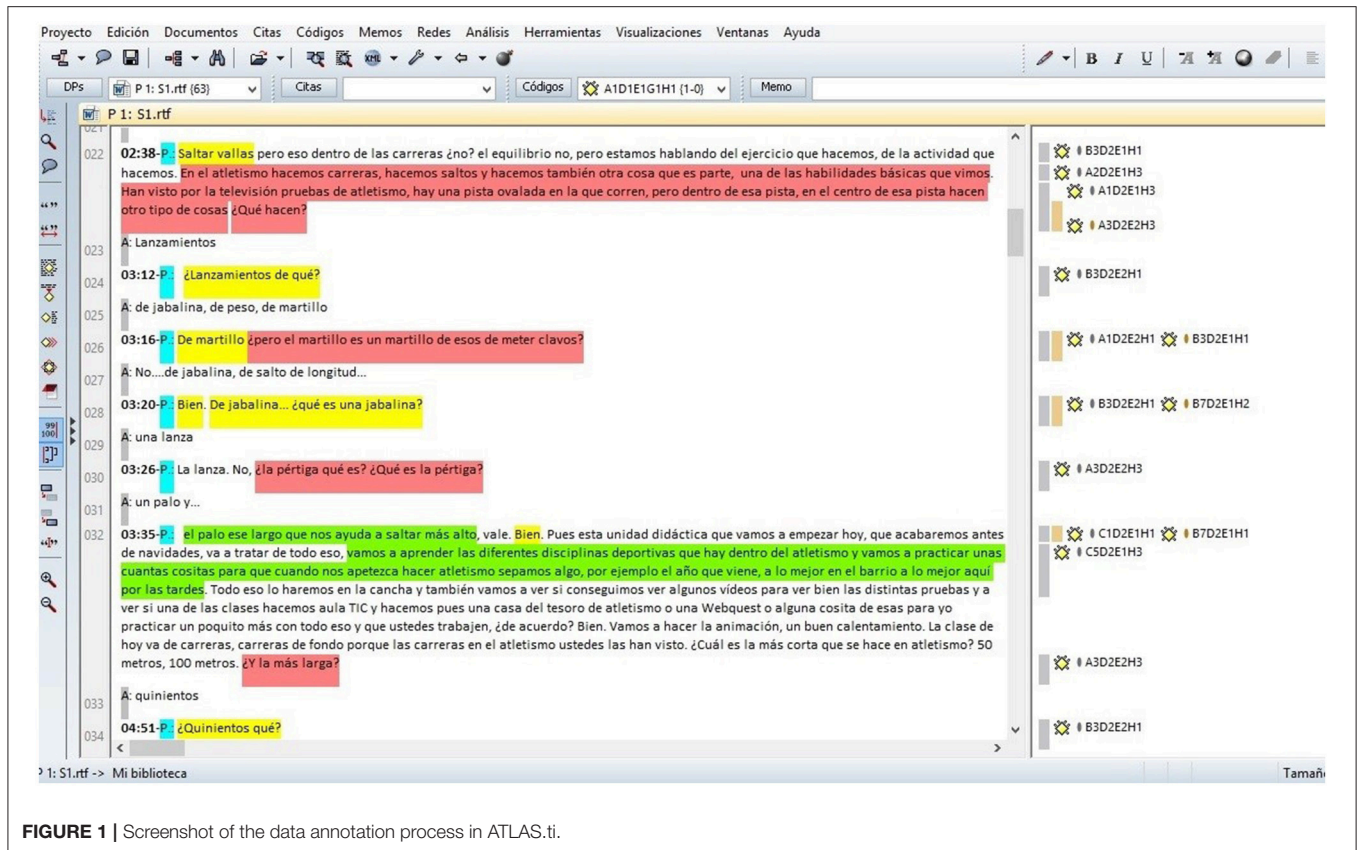 Proyecto Edición Documentos Citas Códigos Memos Redes Análisis Herramientas Visualizaciones Ventanas Ayuda
B I U A A
DPs P 1: S1.rtf {63} Citas Códigos A1D1E1G1H1 {1-0} Memo
P 1: S1.rtf
021
022 02:38-P.: Saltar vallas pero eso dentro de las carreras ¿no? el equilibrio no, pero estamos hablando del ejercicio que hacemos, de la actividad que
hacemos. En el atletismo hacemos carreras, hacemos saltos y hacemos también otra cosa que es parte, una de las habilidades básicas que vimos.
Han visto por la televisión pruebas de atletismo, hay una pista ovalada en la que corren, pero dentro de esa pista, en el centro de esa pista hacen
otro tipo de cosas ¿Qué hacen?
B3D2E1H1
A2D2E1H3
A1D2E1H3
A3D2E2H3
023 A: Lanzamientos
024 03:12-P.: ¿Lanzamientos de qué? B3D2E2H1
025 A: de jabalina, de peso, de martillo
026 03:16-P.: De martillo ¿pero el martillo es un martillo de esos de meter clavos? A1D2E2H1 B3D2E1H1
027 A: No....de jabalina, de salto de longitud...
028 03:20-P.: Bien. De jabalina... ¿qué es una jabalina? B3D2E2H1 B7D2E1H2
029 A: una lanza
030 03:26-P.: La lanza. No, ¿la pértiga qué es? ¿Qué es la pértiga? A3D2E2H3
031 A: un palo y...
032 03:35-P.: el palo ese largo que nos ayuda a saltar más alto, vale. Bien. Pues esta unidad didáctica que vamos a empezar hoy, que acabaremos antes
de navidades, va a tratar de todo eso, vamos a aprender las diferentes disciplinas deportivas que hay dentro del atletismo y vamos a practicar unas
cuantas cositas para que cuando nos apetezca hacer atletismo sepamos algo, por ejemplo el año que viene, a lo mejor en el barrio a lo mejor aquí
por las tardes. Todo eso lo haremos en la cancha y también vamos a ver si conseguimos ver algunos vídeos para ver bien las distintas pruebas y a
ver si una de las clases hacemos aula TIC y hacemos pues una casa del tesoro de atletismo o una Webquest o alguna cosita de esas para yo
practicar un poquito más con todo eso y que ustedes trabajen, ¿de acuerdo? Bien. Vamos a hacer la animación, un buen calentamiento. La clase de
hoy va de carreras, carreras de fondo porque las carreras en el atletismo ustedes las han visto. ¿Cuál es la más corta que se hace en atletismo? 50
metros, 100 metros. ¿Y la más larga?
C1D2E1H1 B7D2E1H1
C5D2E1H3
A3D2E2H3
033 A: quinientos
034 04:51-P.: ¿Quinientos qué? B3D2E2H1
P 1: S1.rtf -> Mi biblioteca Tamañ
FIGURE 1 | Screenshot of the data annotation process in ATLAS.ti.